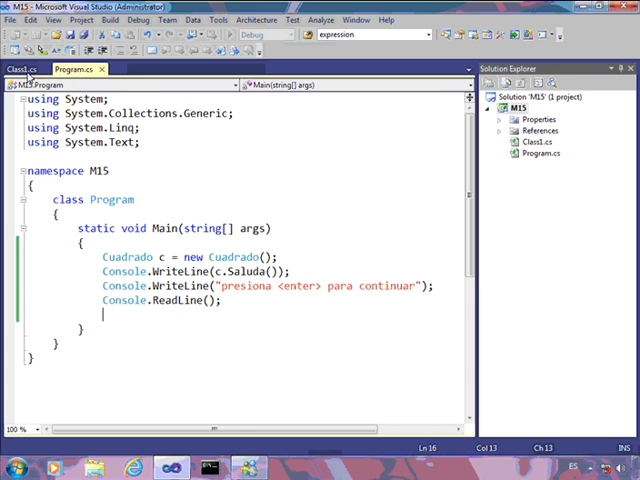 M15 - Microsoft Visual Studio (Administrator)
File Edit View Project Build Debug Team Data Tools Architecture Test Analyze Window Help
Debug expression
Class1.cs Program.cs
M15.Program Main(string[] args)
using System;
using System.Collections.Generic;
using System.Linq;
using System.Text;
namespace M15
{
class Program
{
static void Main(string[] args)
{
Cuadrado c = new Cuadrado();
Console.WriteLine(c.Saluda());
Console.WriteLine("presiona <enter> para continuar");
Console.ReadLine();
}
}
}
100 %
Solution Explorer
Solution 'M15' (1 project)
M15
Properties
References
Class1.cs
Program.cs
Ln 16 Col 13 Ch 13 INS
ES